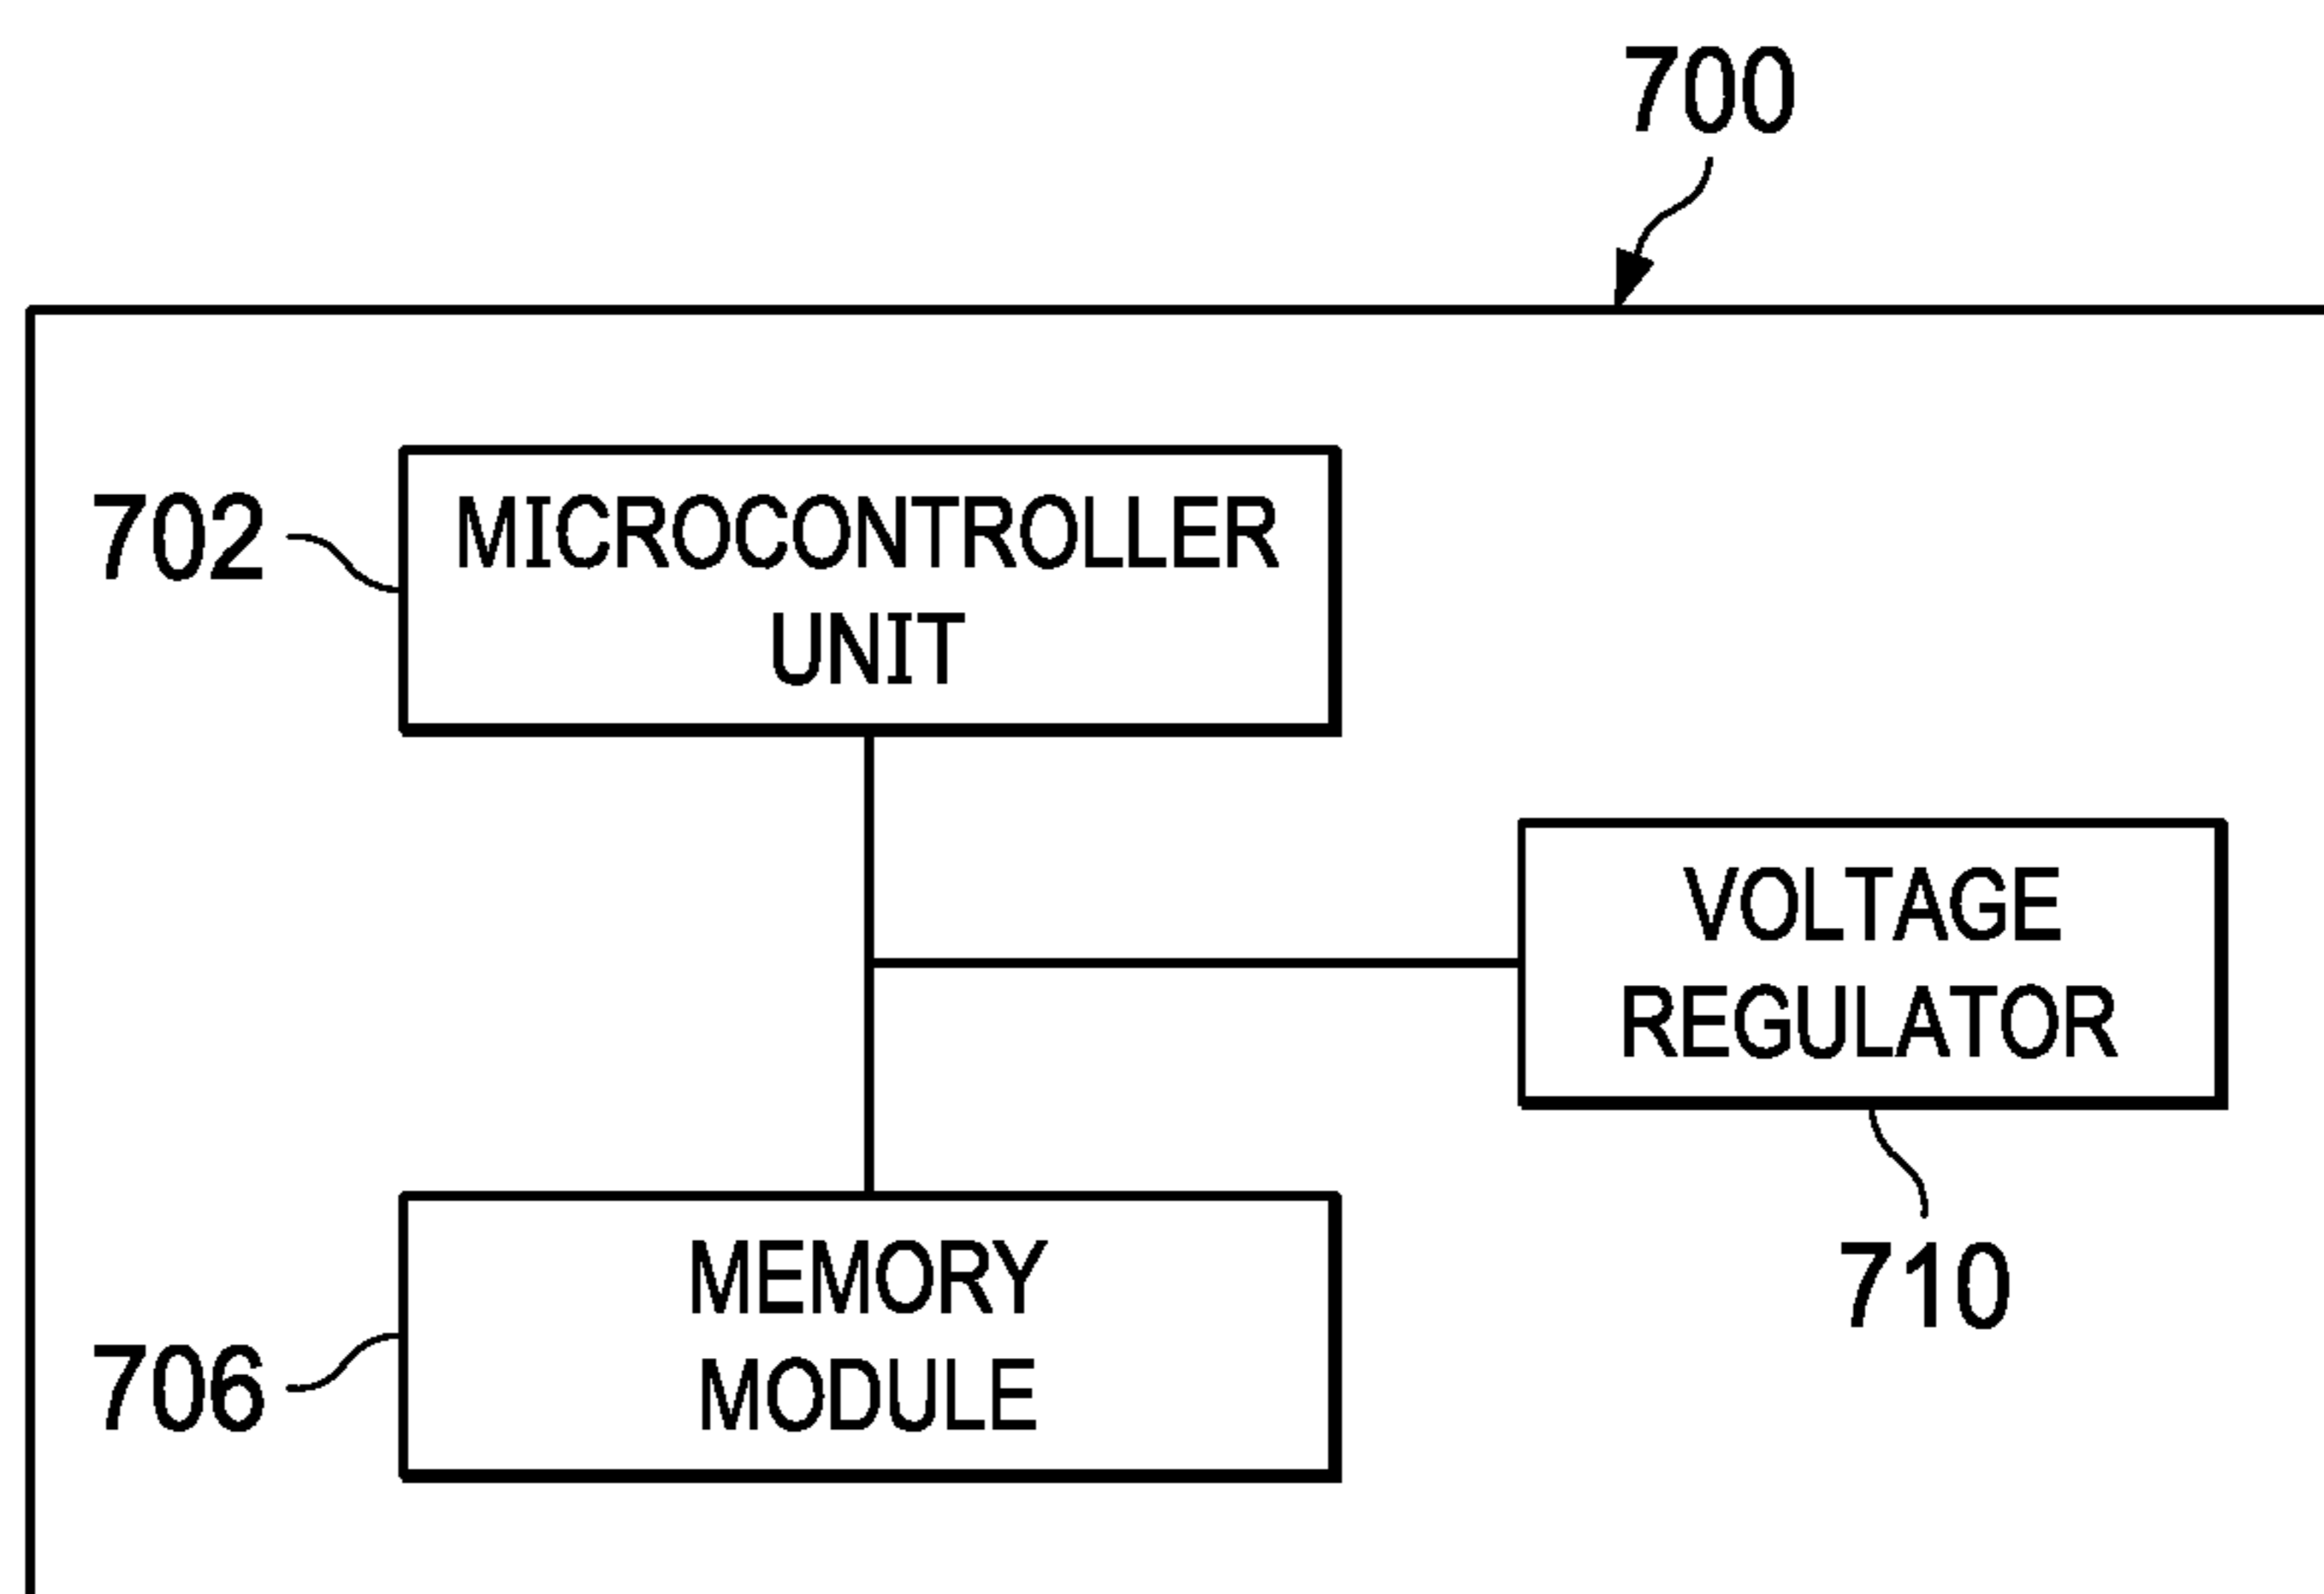 700
702
MICROCONTROLLER
UNIT
VOLTAGE
REGULATOR
710
MEMORY
MODULE
706